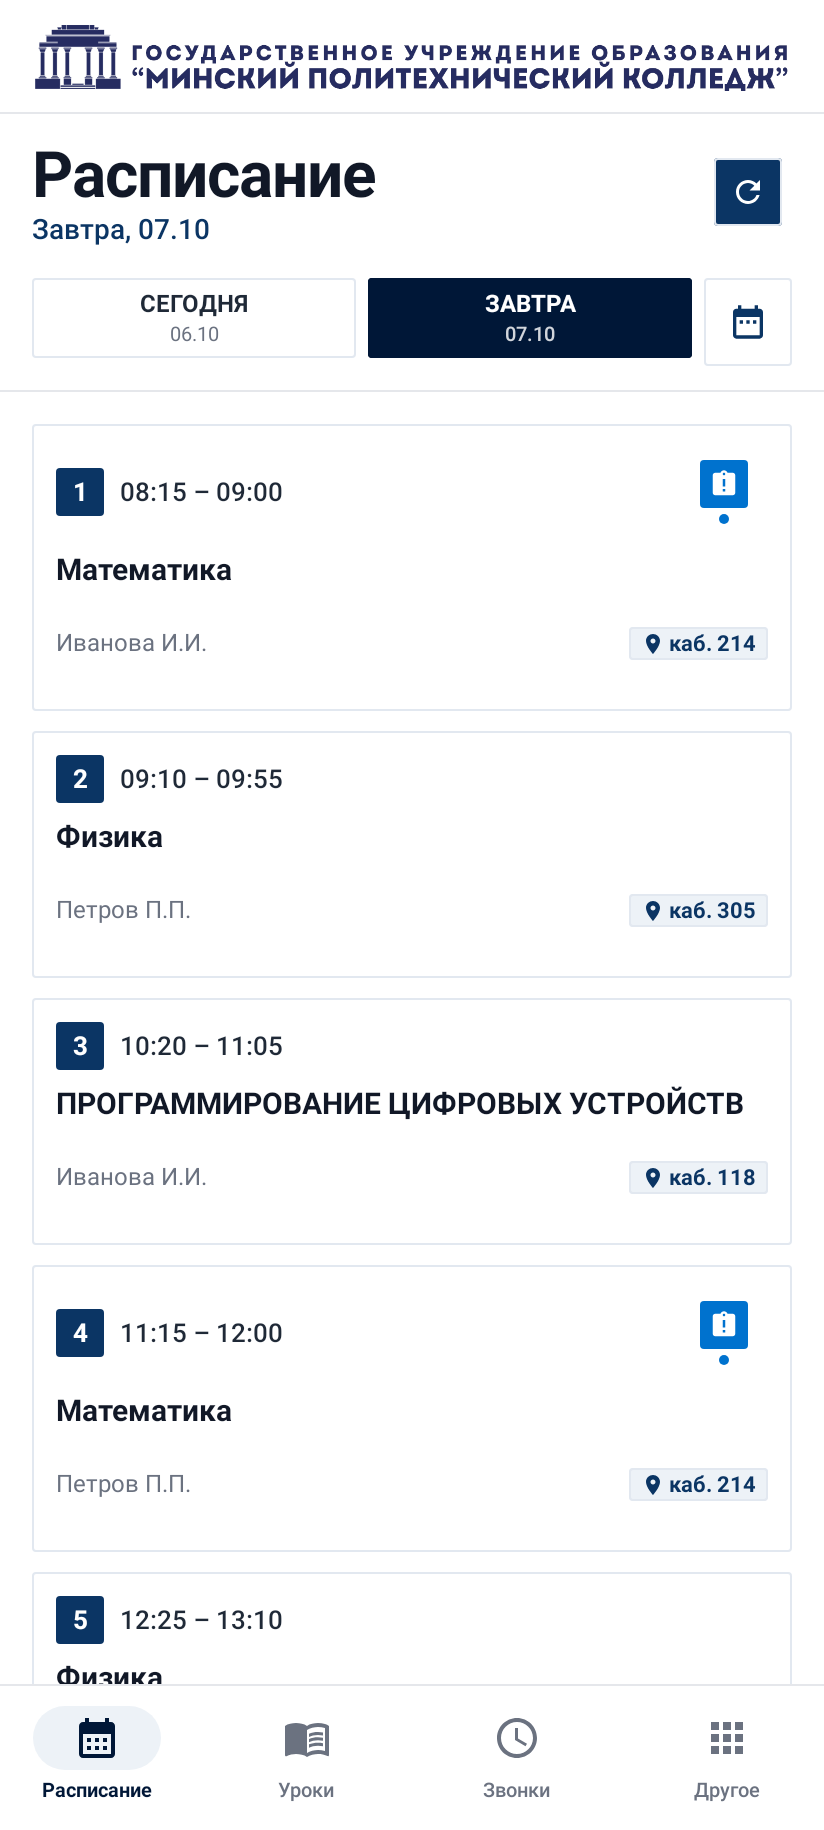 ГОСУДАРСТВЕННОЕ УЧРЕЖДЕНИЕ ОБРАЗОВАНИЯ
“МИНСКИЙ ПОЛИТЕХНИЧЕСКИЙ КОЛЛЕДЖ”
Расписание
Завтра, 07.10
СЕГОДНЯ
06.10
ЗАВТРА
07.10
1 08:15 – 09:00
Математика
Иванова И.И. каб. 214
2 09:10 – 09:55
Физика
Петров П.П. каб. 305
3 10:20 – 11:05
ПРОГРАММИРОВАНИЕ ЦИФРОВЫХ УСТРОЙСТВ
Иванова И.И. каб. 118
4 11:15 – 12:00
Математика
Петров П.П. каб. 214
5 12:25 – 13:10
Физика
Расписание Уроки Звонки Другое